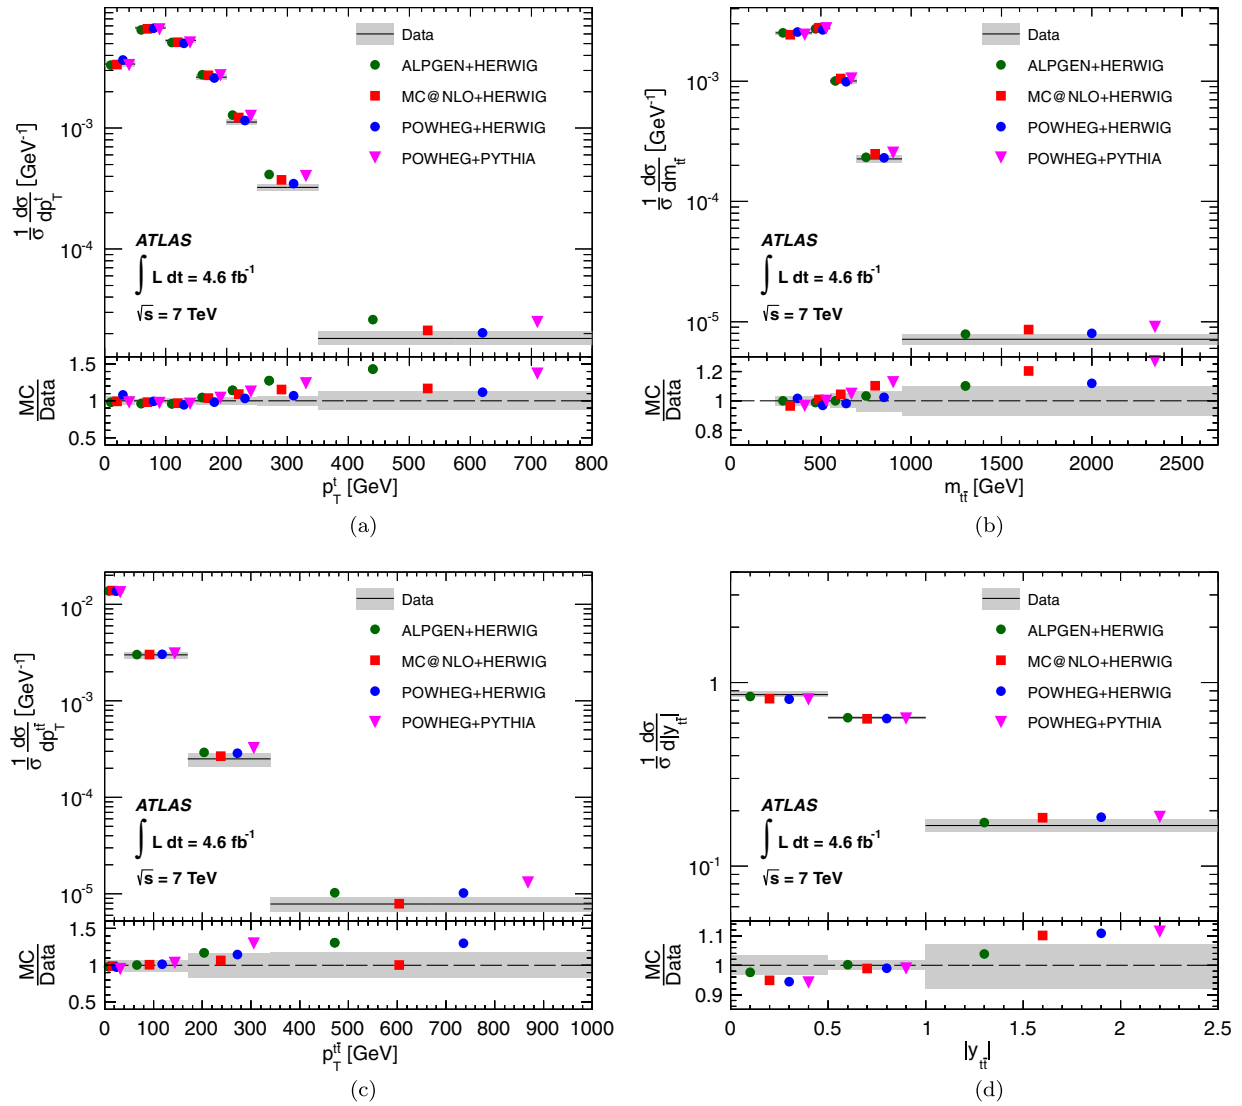 Data
ALPGEN+HERWIG
MC@NLO+HERWIG
POWHEG+HERWIG
POWHEG+PYTHIA
1/σ dσ/dp_T^t [GeV⁻¹]
10⁻³
10⁻⁴
ATLAS
∫ L dt = 4.6 fb⁻¹
√s = 7 TeV
MC/Data
1.5
1
0.5
0 100 200 300 400 500 600 700 800
p_T^t [GeV]
(a)
Data
ALPGEN+HERWIG
MC@NLO+HERWIG
POWHEG+HERWIG
POWHEG+PYTHIA
1/σ dσ/dm_tt̄ [GeV⁻¹]
10⁻³
10⁻⁴
10⁻⁵
ATLAS
∫ L dt = 4.6 fb⁻¹
√s = 7 TeV
MC/Data
1.2
1
0.8
0 500 1000 1500 2000 2500
m_tt̄ [GeV]
(b)
Data
ALPGEN+HERWIG
MC@NLO+HERWIG
POWHEG+HERWIG
POWHEG+PYTHIA
1/σ dσ/dp_T^tt̄ [GeV⁻¹]
10⁻²
10⁻³
10⁻⁴
10⁻⁵
ATLAS
∫ L dt = 4.6 fb⁻¹
√s = 7 TeV
MC/Data
1.5
1
0.5
0 100 200 300 400 500 600 700 800 900 1000
p_T^tt̄ [GeV]
(c)
Data
ALPGEN+HERWIG
MC@NLO+HERWIG
POWHEG+HERWIG
POWHEG+PYTHIA
1/σ dσ/d|y_tt̄|
1
10⁻¹
ATLAS
∫ L dt = 4.6 fb⁻¹
√s = 7 TeV
MC/Data
1.1
1
0.9
0 0.5 1 1.5 2 2.5
|y_tt̄|
(d)